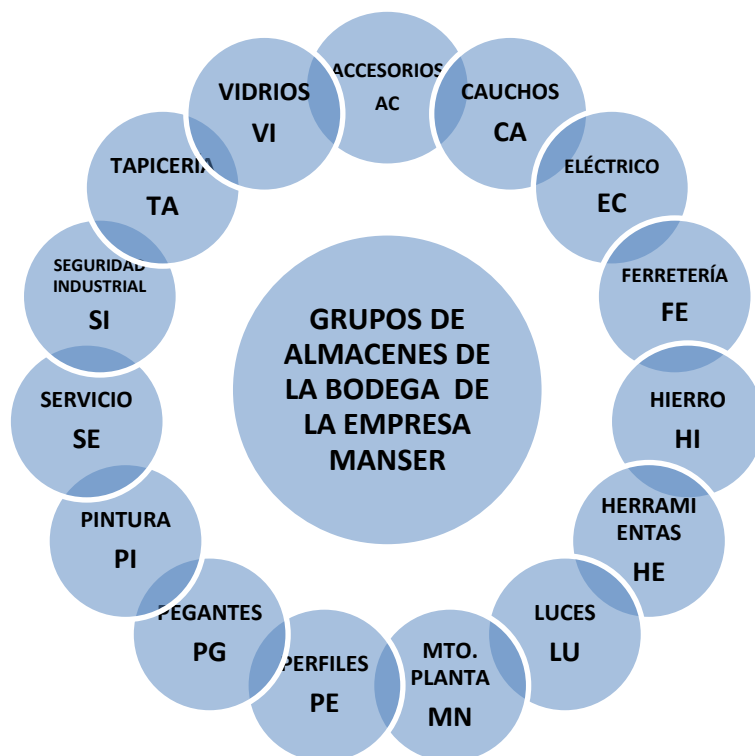 ACCESORIOS
AC
CAUCHOS
CA
ELÉCTRICO
EC
FERRETERÍA
FE
HIERRO
HI
HERRAMI
ENTAS
HE
LUCES
LU
MTO.
PLANTA
MN
PERFILES
PE
PEGANTES
PG
PINTURA
PI
SERVICIO
SE
SEGURIDAD
INDUSTRIAL
SI
TAPICERIA
TA
VIDRIOS
VI
GRUPOS DE
ALMACENES DE
LA BODEGA DE
LA EMPRESA
MANSER